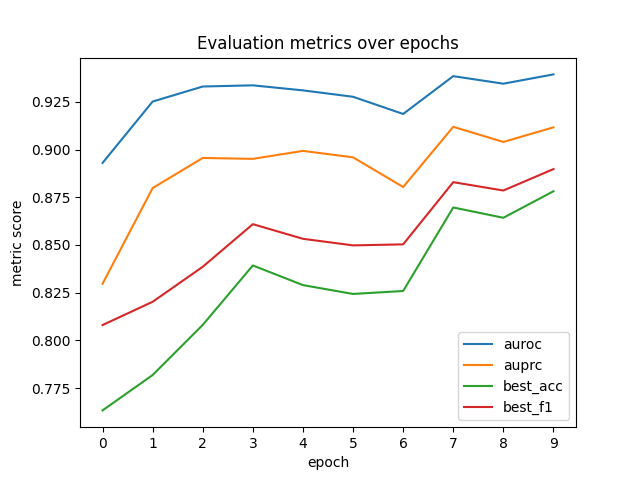 Evaluation metrics over epochs
metric score
0.925
0.900
0.875
0.850
0.825
0.800
0.775
auroc
auprc
best_acc
best_f1
0 1 2 3 4 5 6 7 8 9
epoch